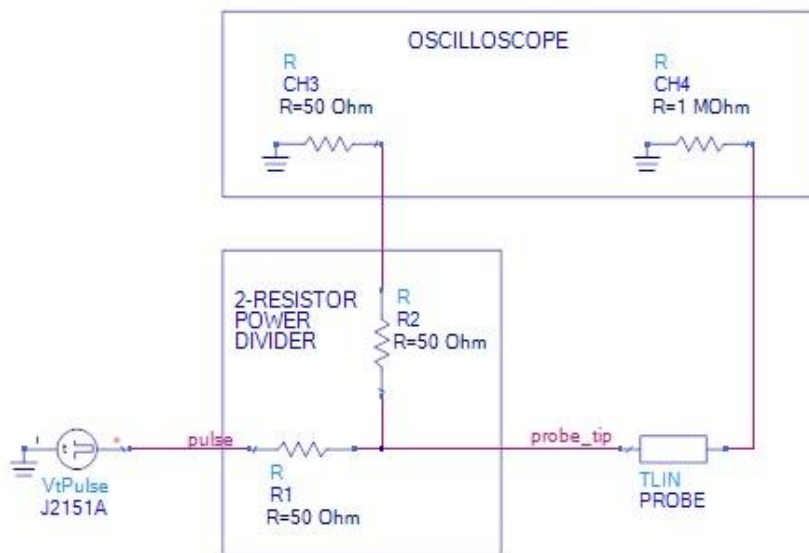 OSCILLOSCOPE
R
CH3
R=50 Ohm
R
CH4
R=1 MOhm
2-RESISTOR
POWER
DIVIDER
R
R2
R=50 Ohm
t
VtPulse
J2151A
pulse
R
R1
R=50 Ohm
probe_tip
TLIN
PROBE